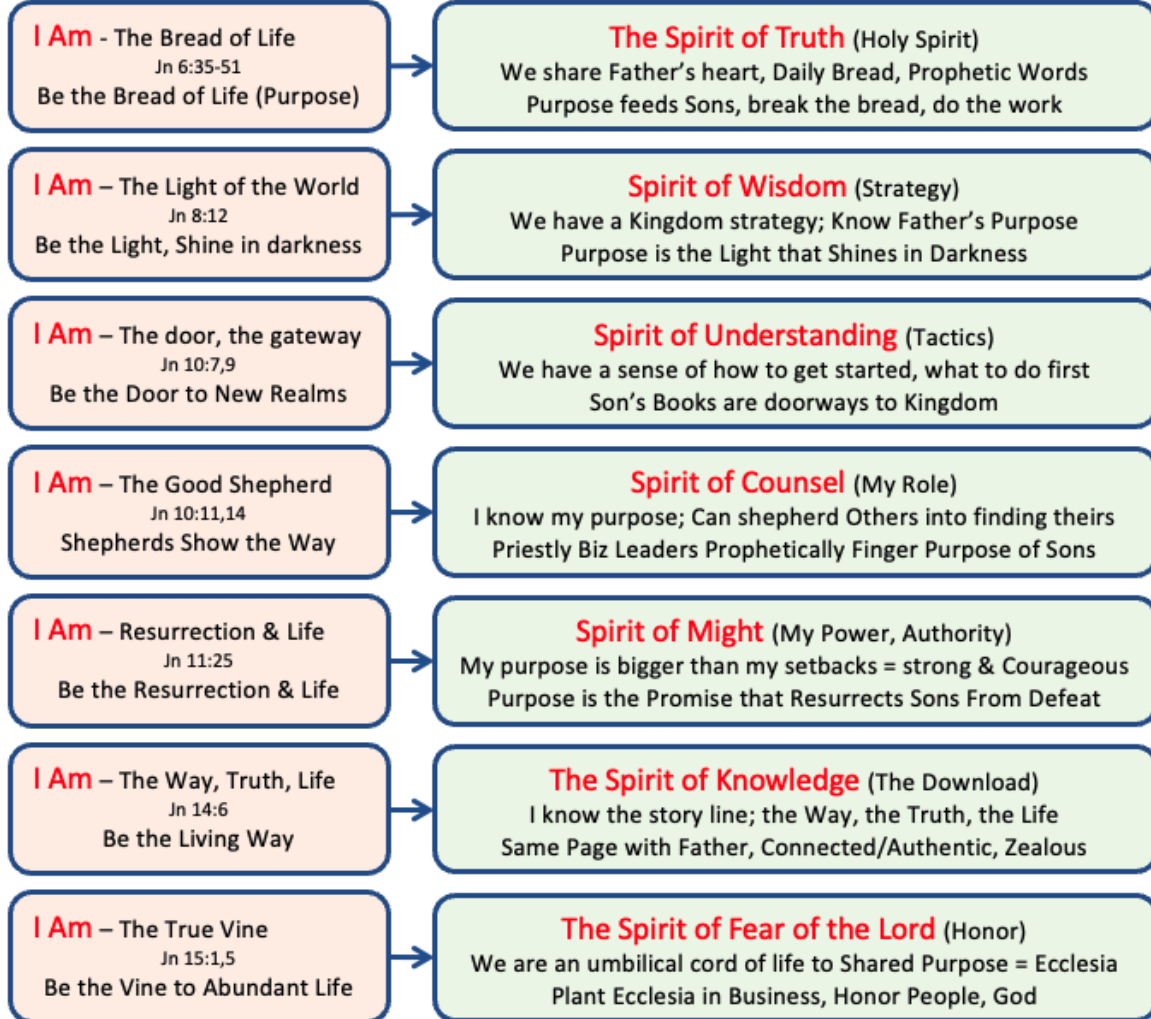 I Am - The Bread of Life
Jn 6:35-51
Be the Bread of Life (Purpose)
The Spirit of Truth (Holy Spirit)
We share Father's heart, Daily Bread, Prophetic Words
Purpose feeds Sons, break the bread, do the work
I Am – The Light of the World
Jn 8:12
Be the Light, Shine in darkness
Spirit of Wisdom (Strategy)
We have a Kingdom strategy; Know Father's Purpose
Purpose is the Light that Shines in Darkness
I Am – The door, the gateway
Jn 10:7,9
Be the Door to New Realms
Spirit of Understanding (Tactics)
We have a sense of how to get started, what to do first
Son's Books are doorways to Kingdom
I Am – The Good Shepherd
Jn 10:11,14
Shepherds Show the Way
Spirit of Counsel (My Role)
I know my purpose; Can shepherd Others into finding theirs
Priestly Biz Leaders Prophetically Finger Purpose of Sons
I Am – Resurrection & Life
Jn 11:25
Be the Resurrection & Life
Spirit of Might (My Power, Authority)
My purpose is bigger than my setbacks = strong & Courageous
Purpose is the Promise that Resurrects Sons From Defeat
I Am – The Way, Truth, Life
Jn 14:6
Be the Living Way
The Spirit of Knowledge (The Download)
I know the story line; the Way, the Truth, the Life
Same Page with Father, Connected/Authentic, Zealous
I Am – The True Vine
Jn 15:1,5
Be the Vine to Abundant Life
The Spirit of Fear of the Lord (Honor)
We are an umbilical cord of life to Shared Purpose = Ecclesia
Plant Ecclesia in Business, Honor People, God